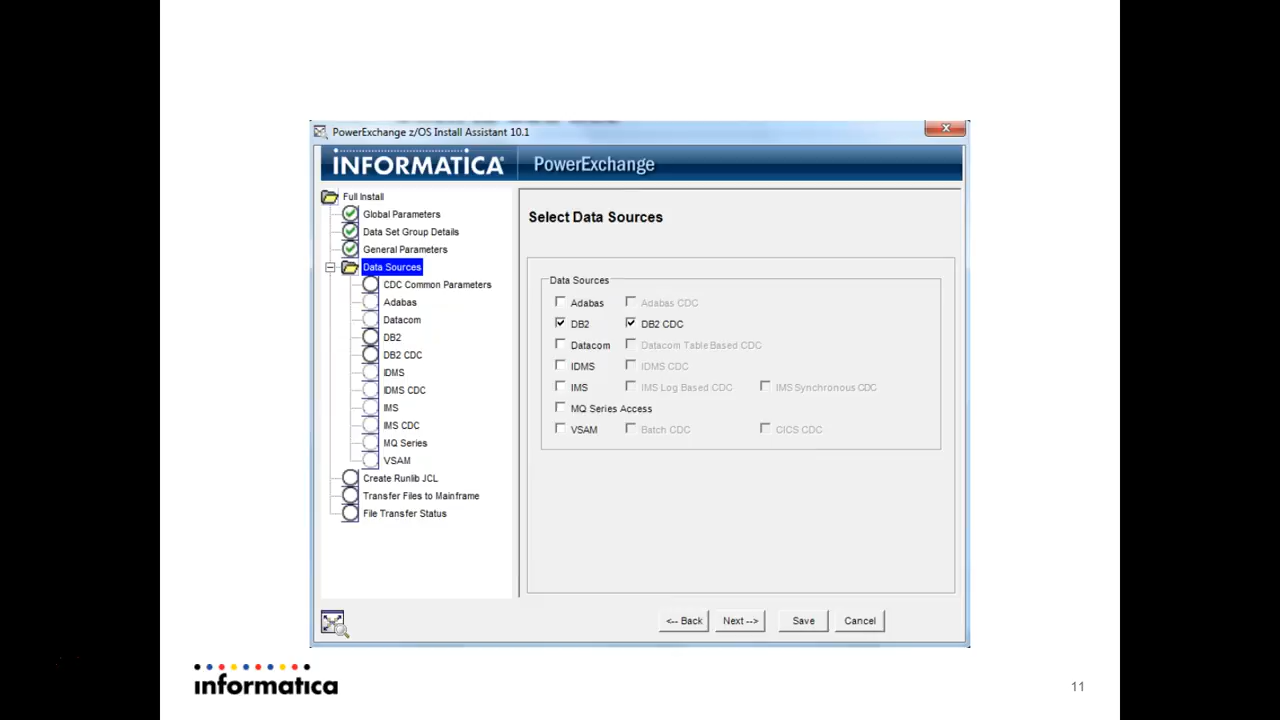 PowerExchange z/OS Install Assistant 10.1
INFORMATICA®
PowerExchange
Full Install
Global Parameters
Data Set Group Details
General Parameters
Data Sources
CDC Common Parameters
Adabas
Datacom
DB2
DB2 CDC
IDMS
IDMS CDC
IMS
IMS CDC
MQ Series
VSAM
Create Runlib JCL
Transfer Files to Mainframe
File Transfer Status
Select Data Sources
Data Sources
Adabas Adabas CDC
DB2 DB2 CDC
Datacom Datacom Table Based CDC
IDMS IDMS CDC
IMS IMS Log Based CDC IMS Synchronous CDC
MQ Series Access
VSAM Batch CDC CICS CDC
<-- Back Next --> Save Cancel
informatica
11